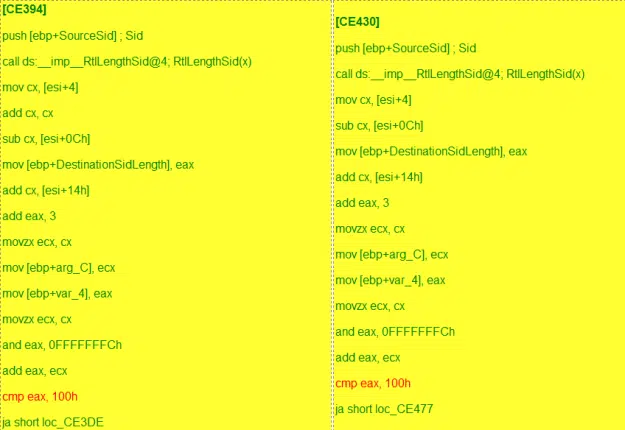 [CE394]
push [ebp+SourceSid] ; Sid
call ds:__imp__RtlLengthSid@4; RtlLengthSid(x)
mov cx, [esi+4]
add cx, cx
sub cx, [esi+0Ch]
mov [ebp+DestinationSidLength], eax
add cx, [esi+14h]
add eax, 3
movzx ecx, cx
mov [ebp+arg_C], ecx
mov [ebp+var_4], eax
movzx ecx, cx
and eax, 0FFFFFFFCh
add eax, ecx
cmp eax, 100h
ja short loc_CE3DE
[CE430]
push [ebp+SourceSid] ; Sid
call ds:__imp__RtlLengthSid@4; RtlLengthSid(x)
mov cx, [esi+4]
sub cx, [esi+0Ch]
mov [ebp+DestinationSidLength], eax
add cx, [esi+14h]
add eax, 3
movzx ecx, cx
mov [ebp+arg_C], ecx
mov [ebp+var_4], eax
movzx ecx, cx
and eax, 0FFFFFFFCh
add eax, ecx
cmp eax, 100h
ja short loc_CE477